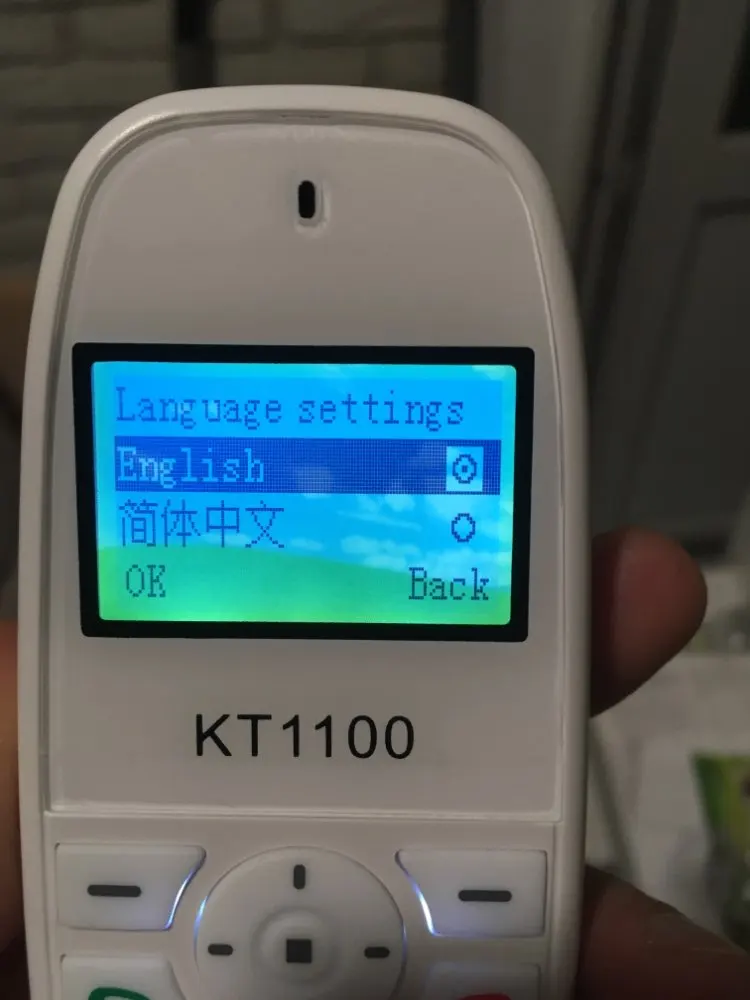 Language settings
English
简体中文
OK Back
KT1100